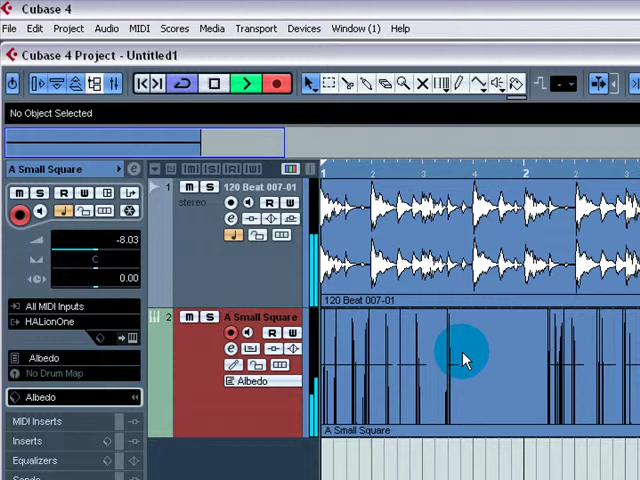 Cubase 4
File Edit Project Audio MIDI Scores Media Transport Devices Window (1) Help
Cubase 4 Project - Untitled1
No Object Selected
A Small Square
M S R W
-8.03
C
0.00
All MIDI Inputs
HALionOne
Albedo
No Drum Map
Albedo
MIDI Inserts
Inserts
Equalizers
Sends
1 M S 120 Beat 007-01
stereo
R W
e
2 M S A Small Square
R W
e
Albedo
1 2 3 4 2 2
120 Beat 007-01
A Small Square